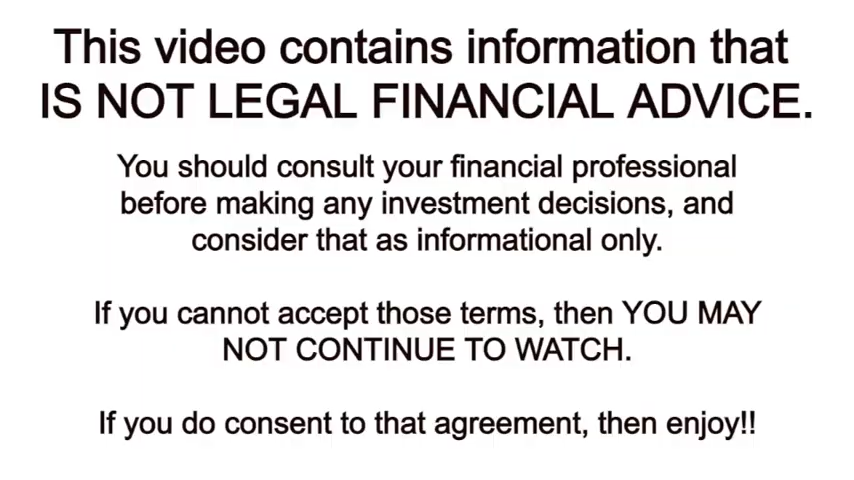 This video contains information that
IS NOT LEGAL FINANCIAL ADVICE.
You should consult your financial professional
before making any investment decisions, and
consider that as informational only.
If you cannot accept those terms, then YOU MAY
NOT CONTINUE TO WATCH.
If you do consent to that agreement, then enjoy!!